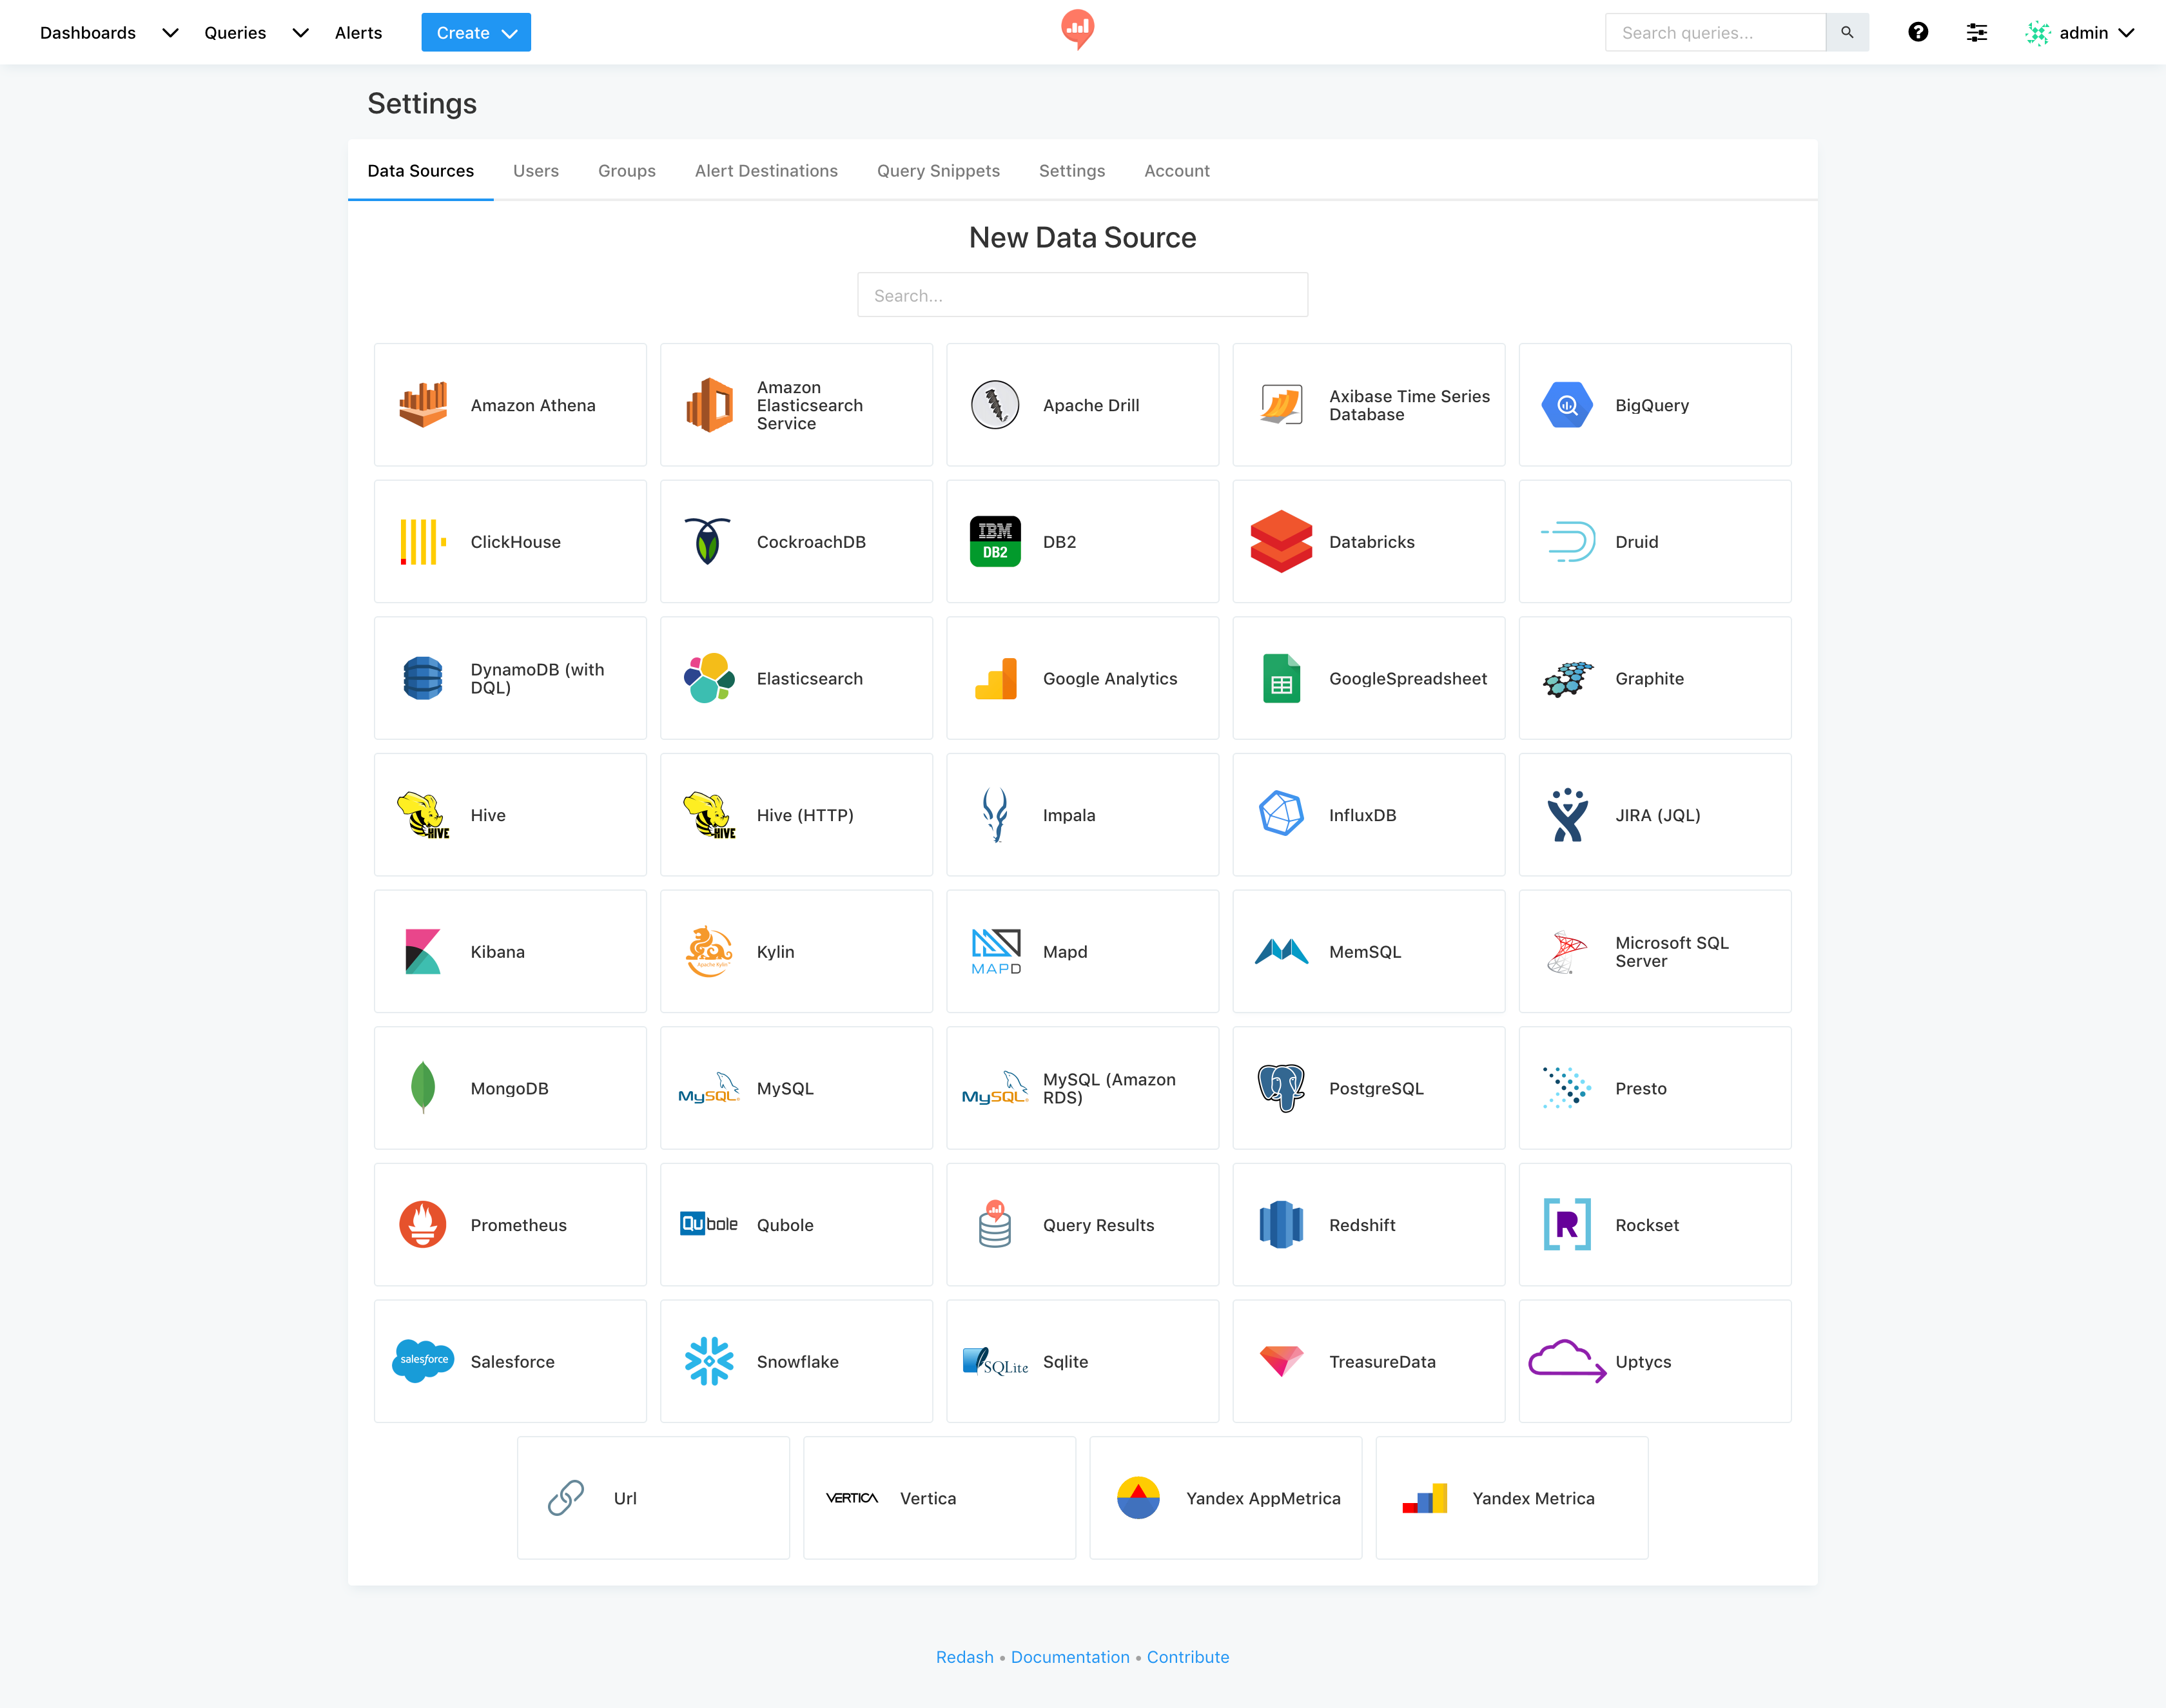 Dashboards Queries Alerts Create Search queries... admin
Settings
Data Sources Users Groups Alert Destinations Query Snippets Settings Account
New Data Source
Search...
Amazon Athena
Amazon
Elasticsearch
Service
Apache Drill
Axibase Time Series
Database
BigQuery
ClickHouse
CockroachDB
IBM
DB2
DB2
Databricks
Druid
DynamoDB (with
DQL)
Elasticsearch
Google Analytics
GoogleSpreadsheet
Graphite
HIVE
Hive
HIVE
Hive (HTTP)
Impala
InfluxDB
JIRA (JQL)
Kibana
Apache Kylin™
Kylin
MAPD
Mapd
MemSQL
Microsoft SQL
Server
MongoDB
MySQL
MySQL
MySQL
MySQL (Amazon
RDS)
PostgreSQL
Presto
Prometheus
Qubole
Qubole
Query Results
Redshift
R
Rockset
salesforce
Salesforce
Snowflake
SQLite
Sqlite
TreasureData
Uptycs
Url
VERTICA
Vertica
Yandex AppMetrica
Yandex Metrica
Redash • Documentation • Contribute